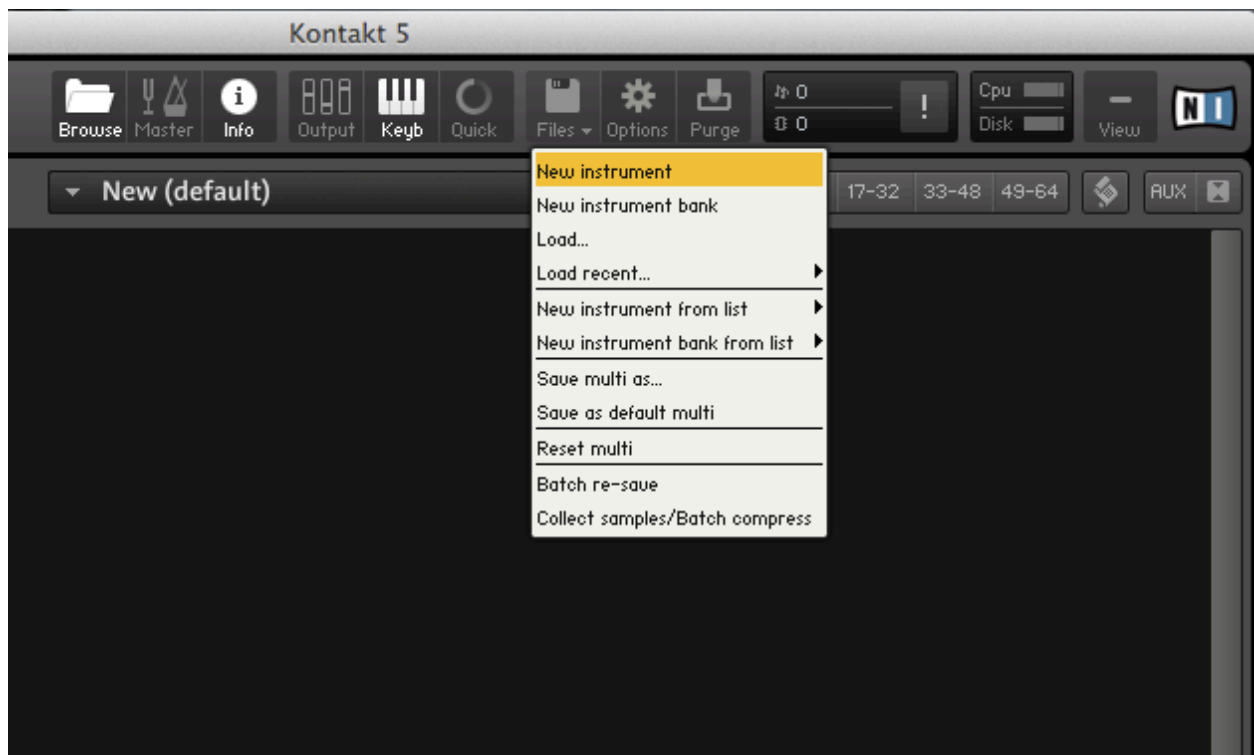 Kontakt 5
Browse Master Info Output Keyb Quick Files Options Purge 0 0 ! Cpu Disk View NI
New (default) 17-32 33-48 49-64 AUX
New instrument
New instrument bank
Load...
Load recent...
New instrument from list
New instrument bank from list
Save multi as...
Save as default multi
Reset multi
Batch re-save
Collect samples/Batch compress